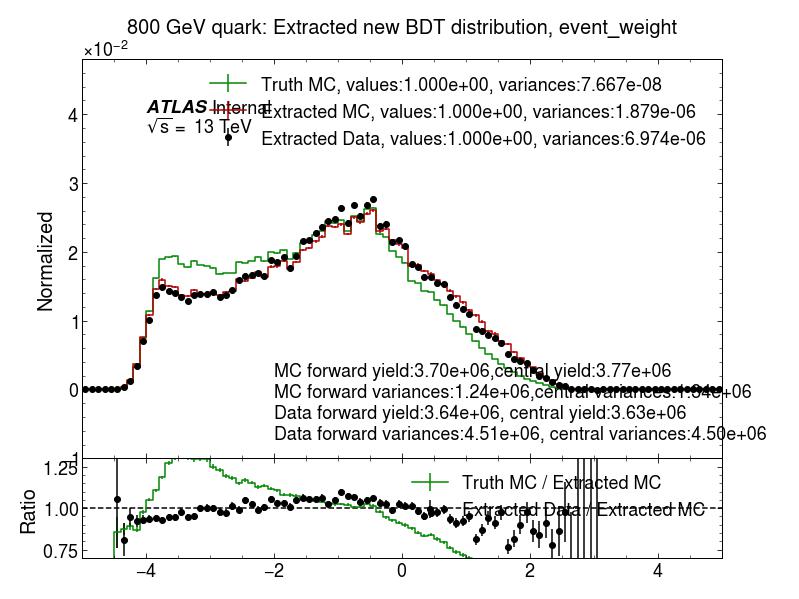 800 GeV quark: Extracted new BDT distribution, event_weight
×10⁻²
Truth MC, values:1.000e+00, variances:7.667e-08
ATLAS Internal
Extracted MC, values:1.000e+00, variances:1.879e-06
√s = 13 TeV
Extracted Data, values:1.000e+00, variances:6.974e-06
4
3
2
1
0
Normalized
MC forward yield:3.70e+06,central yield:3.77e+06
MC forward variances:1.24e+06,central variances:1.34e+06
Data forward yield:3.64e+06, central yield:3.63e+06
Data forward variances:4.51e+06, central variances:4.50e+06
1.25
1.00
0.75
Ratio
Truth MC / Extracted MC
Extracted Data / Extracted MC
−4 −2 0 2 4